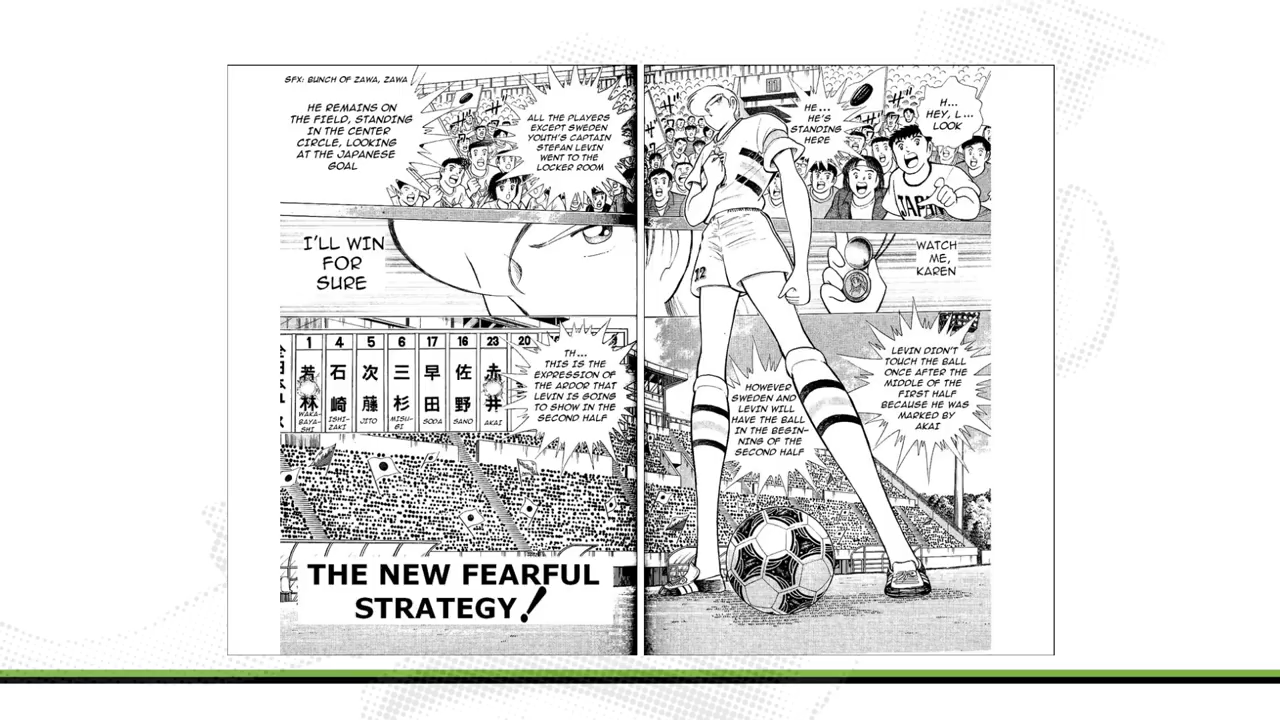 H...
HEY, L...
LOOK
HE...
HE'S
STANDING
HERE
JAPAN
ALL THE PLAYERS
EXCEPT SWEDEN
YOUTH'S CAPTAIN
STEFAN LEVIN
WENT TO THE
LOCKER ROOM
SFX: BUNCH OF ZAWA, ZAWA
HE REMAINS ON
THE FIELD, STANDING
IN THE CENTER
CIRCLE, LOOKING
AT THE JAPANESE
GOAL
WATCH
ME,
KAREN
12
I'LL WIN
FOR
SURE
LEVIN DIDN'T
TOUCH THE BALL
ONCE AFTER THE
MIDDLE OF THE
FIRST HALF
BECAUSE HE WAS
MARKED BY
AKAI
HOWEVER
SWEDEN AND
LEVIN WILL
HAVE THE BALL
IN THE BEGIN-
NING OF THE
SECOND HALF
TH...
THIS IS THE
EXPRESSION OF
THE ARDOR THAT
LEVIN IS GOING
TO SHOW IN THE
SECOND HALF
1 4 5 6 17 16 23 20
若林 石崎 次藤 三杉 早田 佐野 赤井
WAKA-
BAYA-
SHI
ISHI-
ZAKI
JITO
MISU-
GI
SODA
SANO
AKAI
THE NEW FEARFUL
STRATEGY!